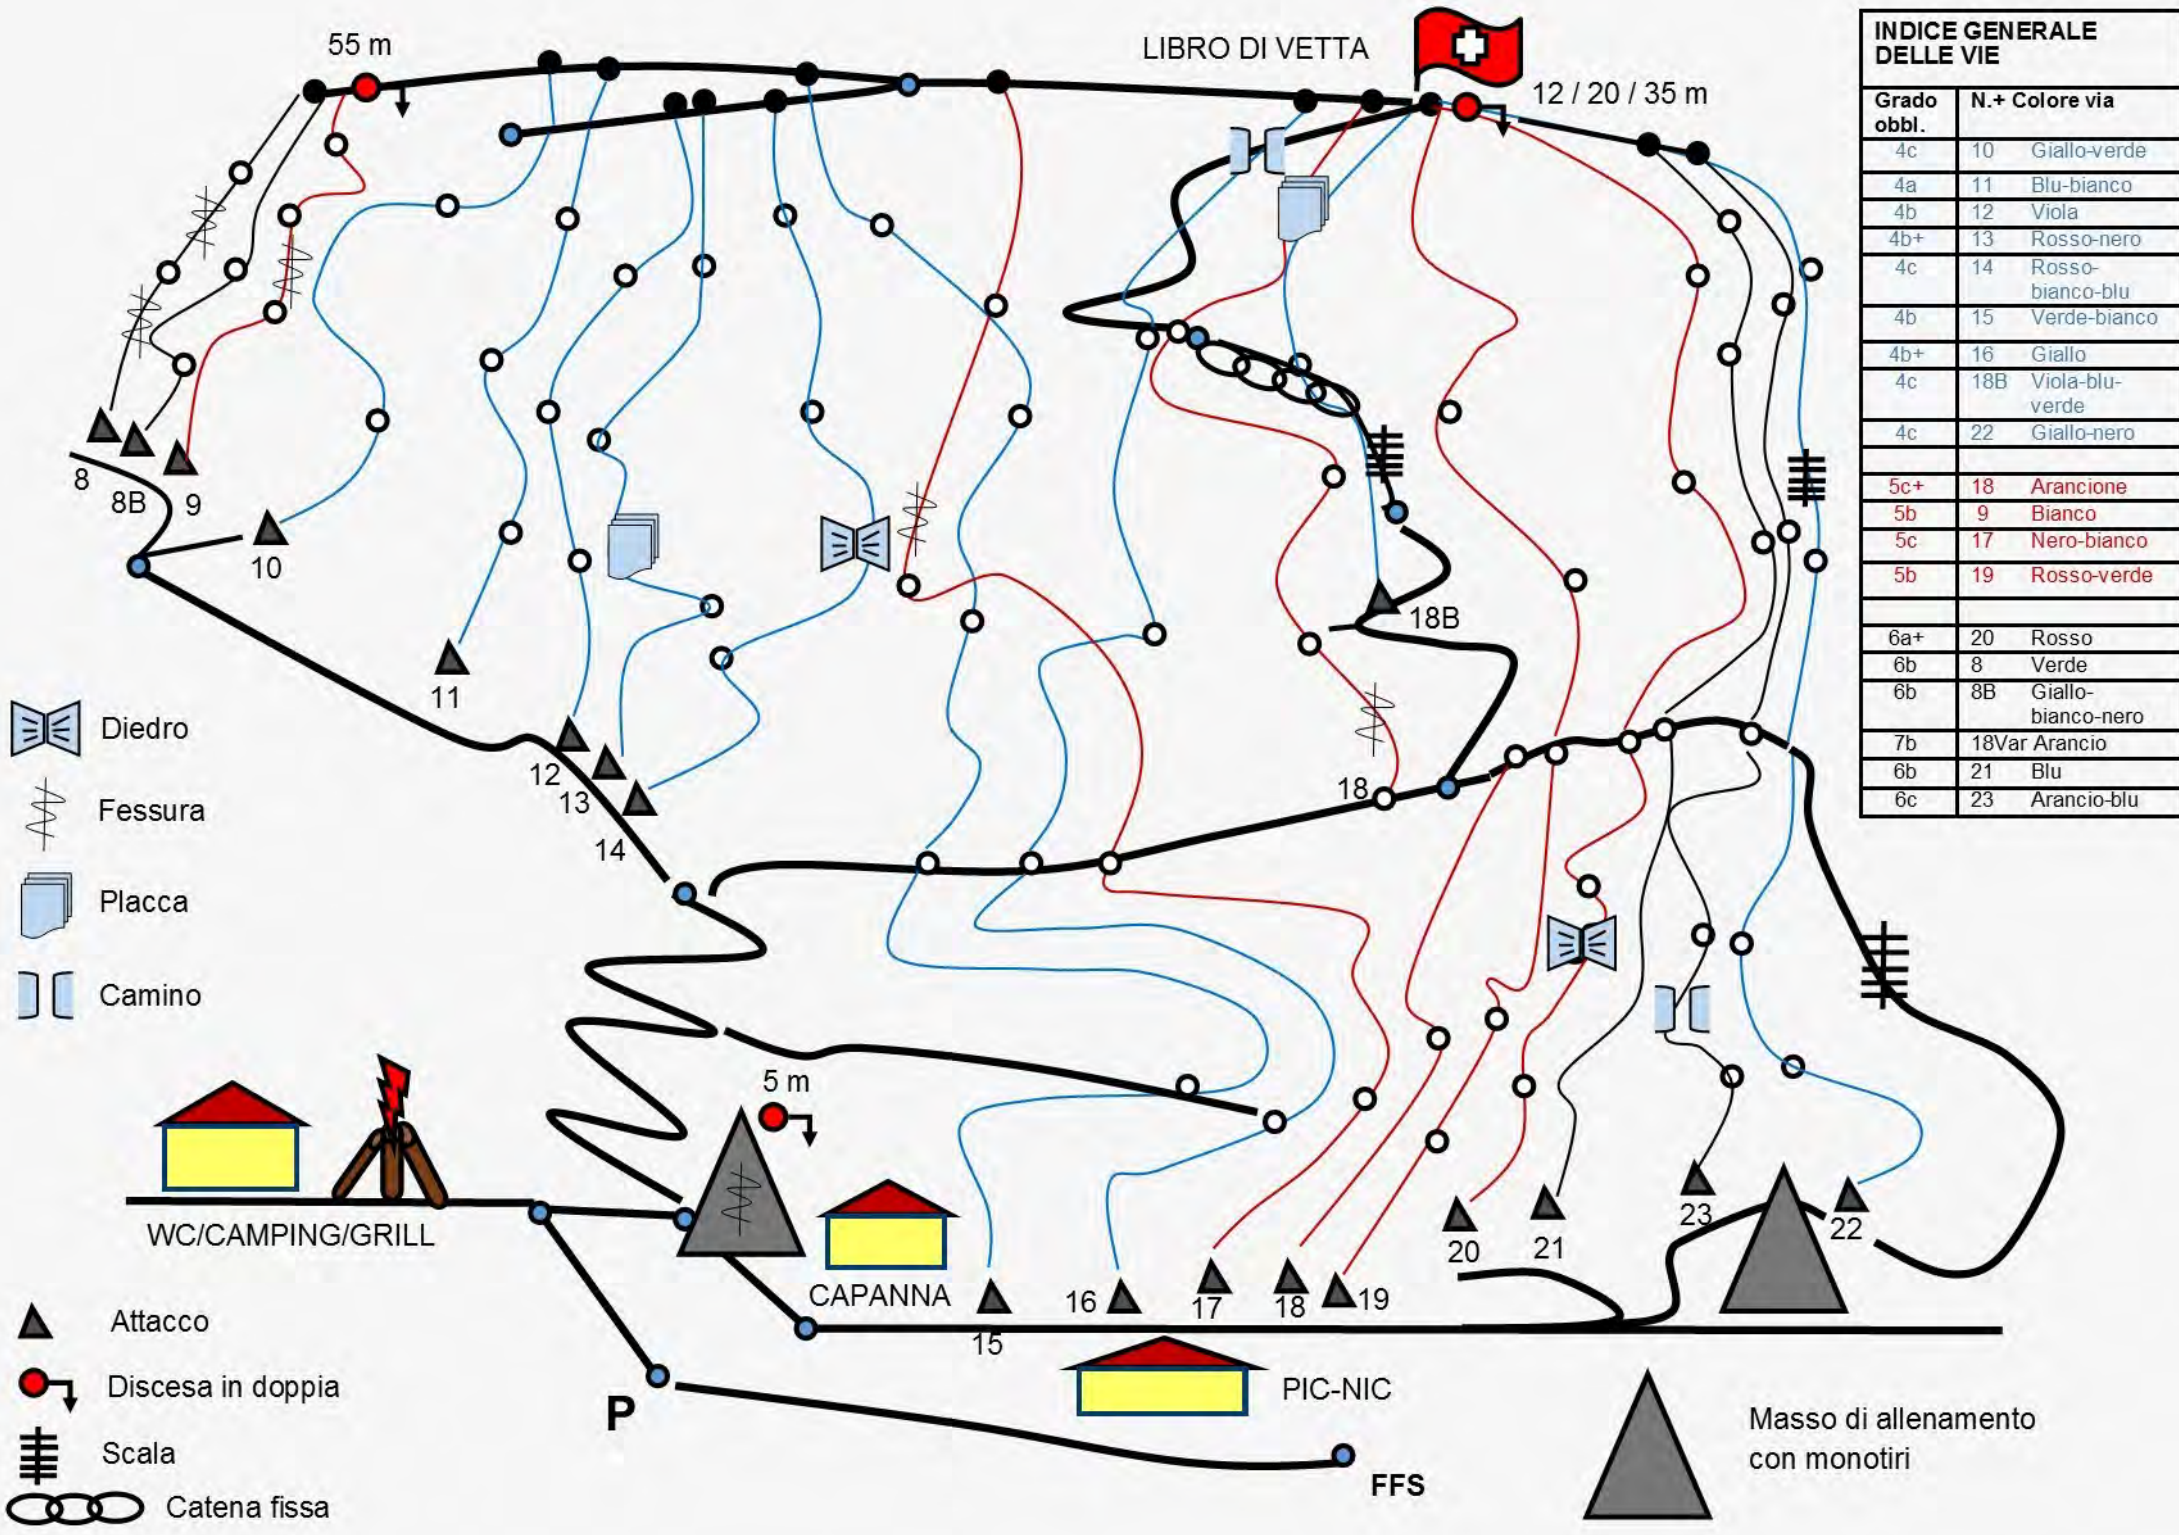 55 m
LIBRO DI VETTA
12 / 20 / 35 m
INDICE GENERALE
DELLE VIE
Grado
obbl.
N.+ Colore via
4c 10 Giallo-verde
4a 11 Blu-bianco
4b 12 Viola
4b+ 13 Rosso-nero
4c 14 Rosso-
bianco-blu
4b 15 Verde-bianco
4b+ 16 Giallo
4c 18B Viola-blu-
verde
4c 22 Giallo-nero
5c+ 18 Arancione
5b 9 Bianco
5c 17 Nero-bianco
5b 19 Rosso-verde
6a+ 20 Rosso
6b 8 Verde
6b 8B Giallo-
bianco-nero
7b 18Var Arancio
6b 21 Blu
6c 23 Arancio-blu
8
8B
9
10
11
18B
12
13
14
18
Diedro
Fessura
Placca
Camino
5 m
WC/CAMPING/GRILL
CAPANNA
15
16
17
18
19
20
21
23
22
PIC-NIC
P
FFS
Attacco
Discesa in doppia
Scala
Catena fissa
Masso di allenamento
con monotiri